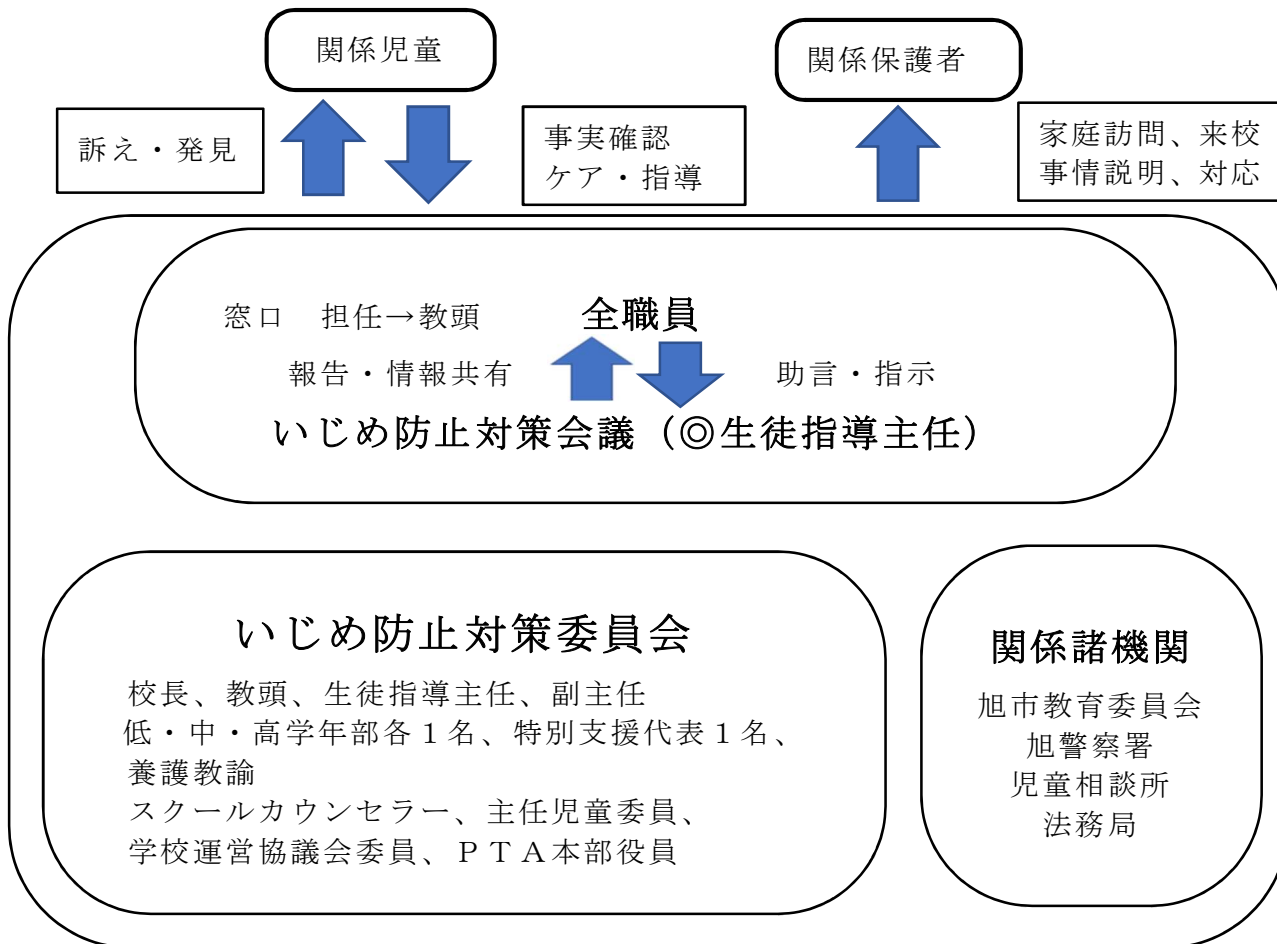 関係児童
関係保護者
訴え・発見
事実確認
ケア・指導
家庭訪問、来校
事情説明、対応
窓口　担任→教頭
全職員
報告・情報共有
助言・指示
いじめ防止対策会議（◎生徒指導主任）
いじめ防止対策委員会
校長、教頭、生徒指導主任、副主任
低・中・高学年部各１名、特別支援代表１名、
養護教諭
スクールカウンセラー、主任児童委員、
学校運営協議会委員、ＰＴＡ本部役員
関係諸機関
旭市教育委員会
旭警察署
児童相談所
法務局